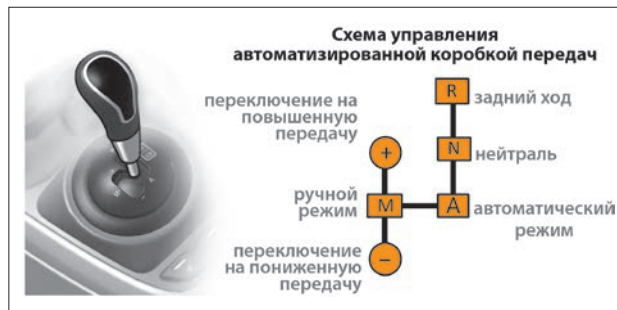 Схема управления
автоматизированной коробкой передач
переключение на
повышенную
передачу
R
задний ход
+
N
нейтраль
ручной
режим
M
A
автоматический
режим
–
переключение
на пониженную
передачу